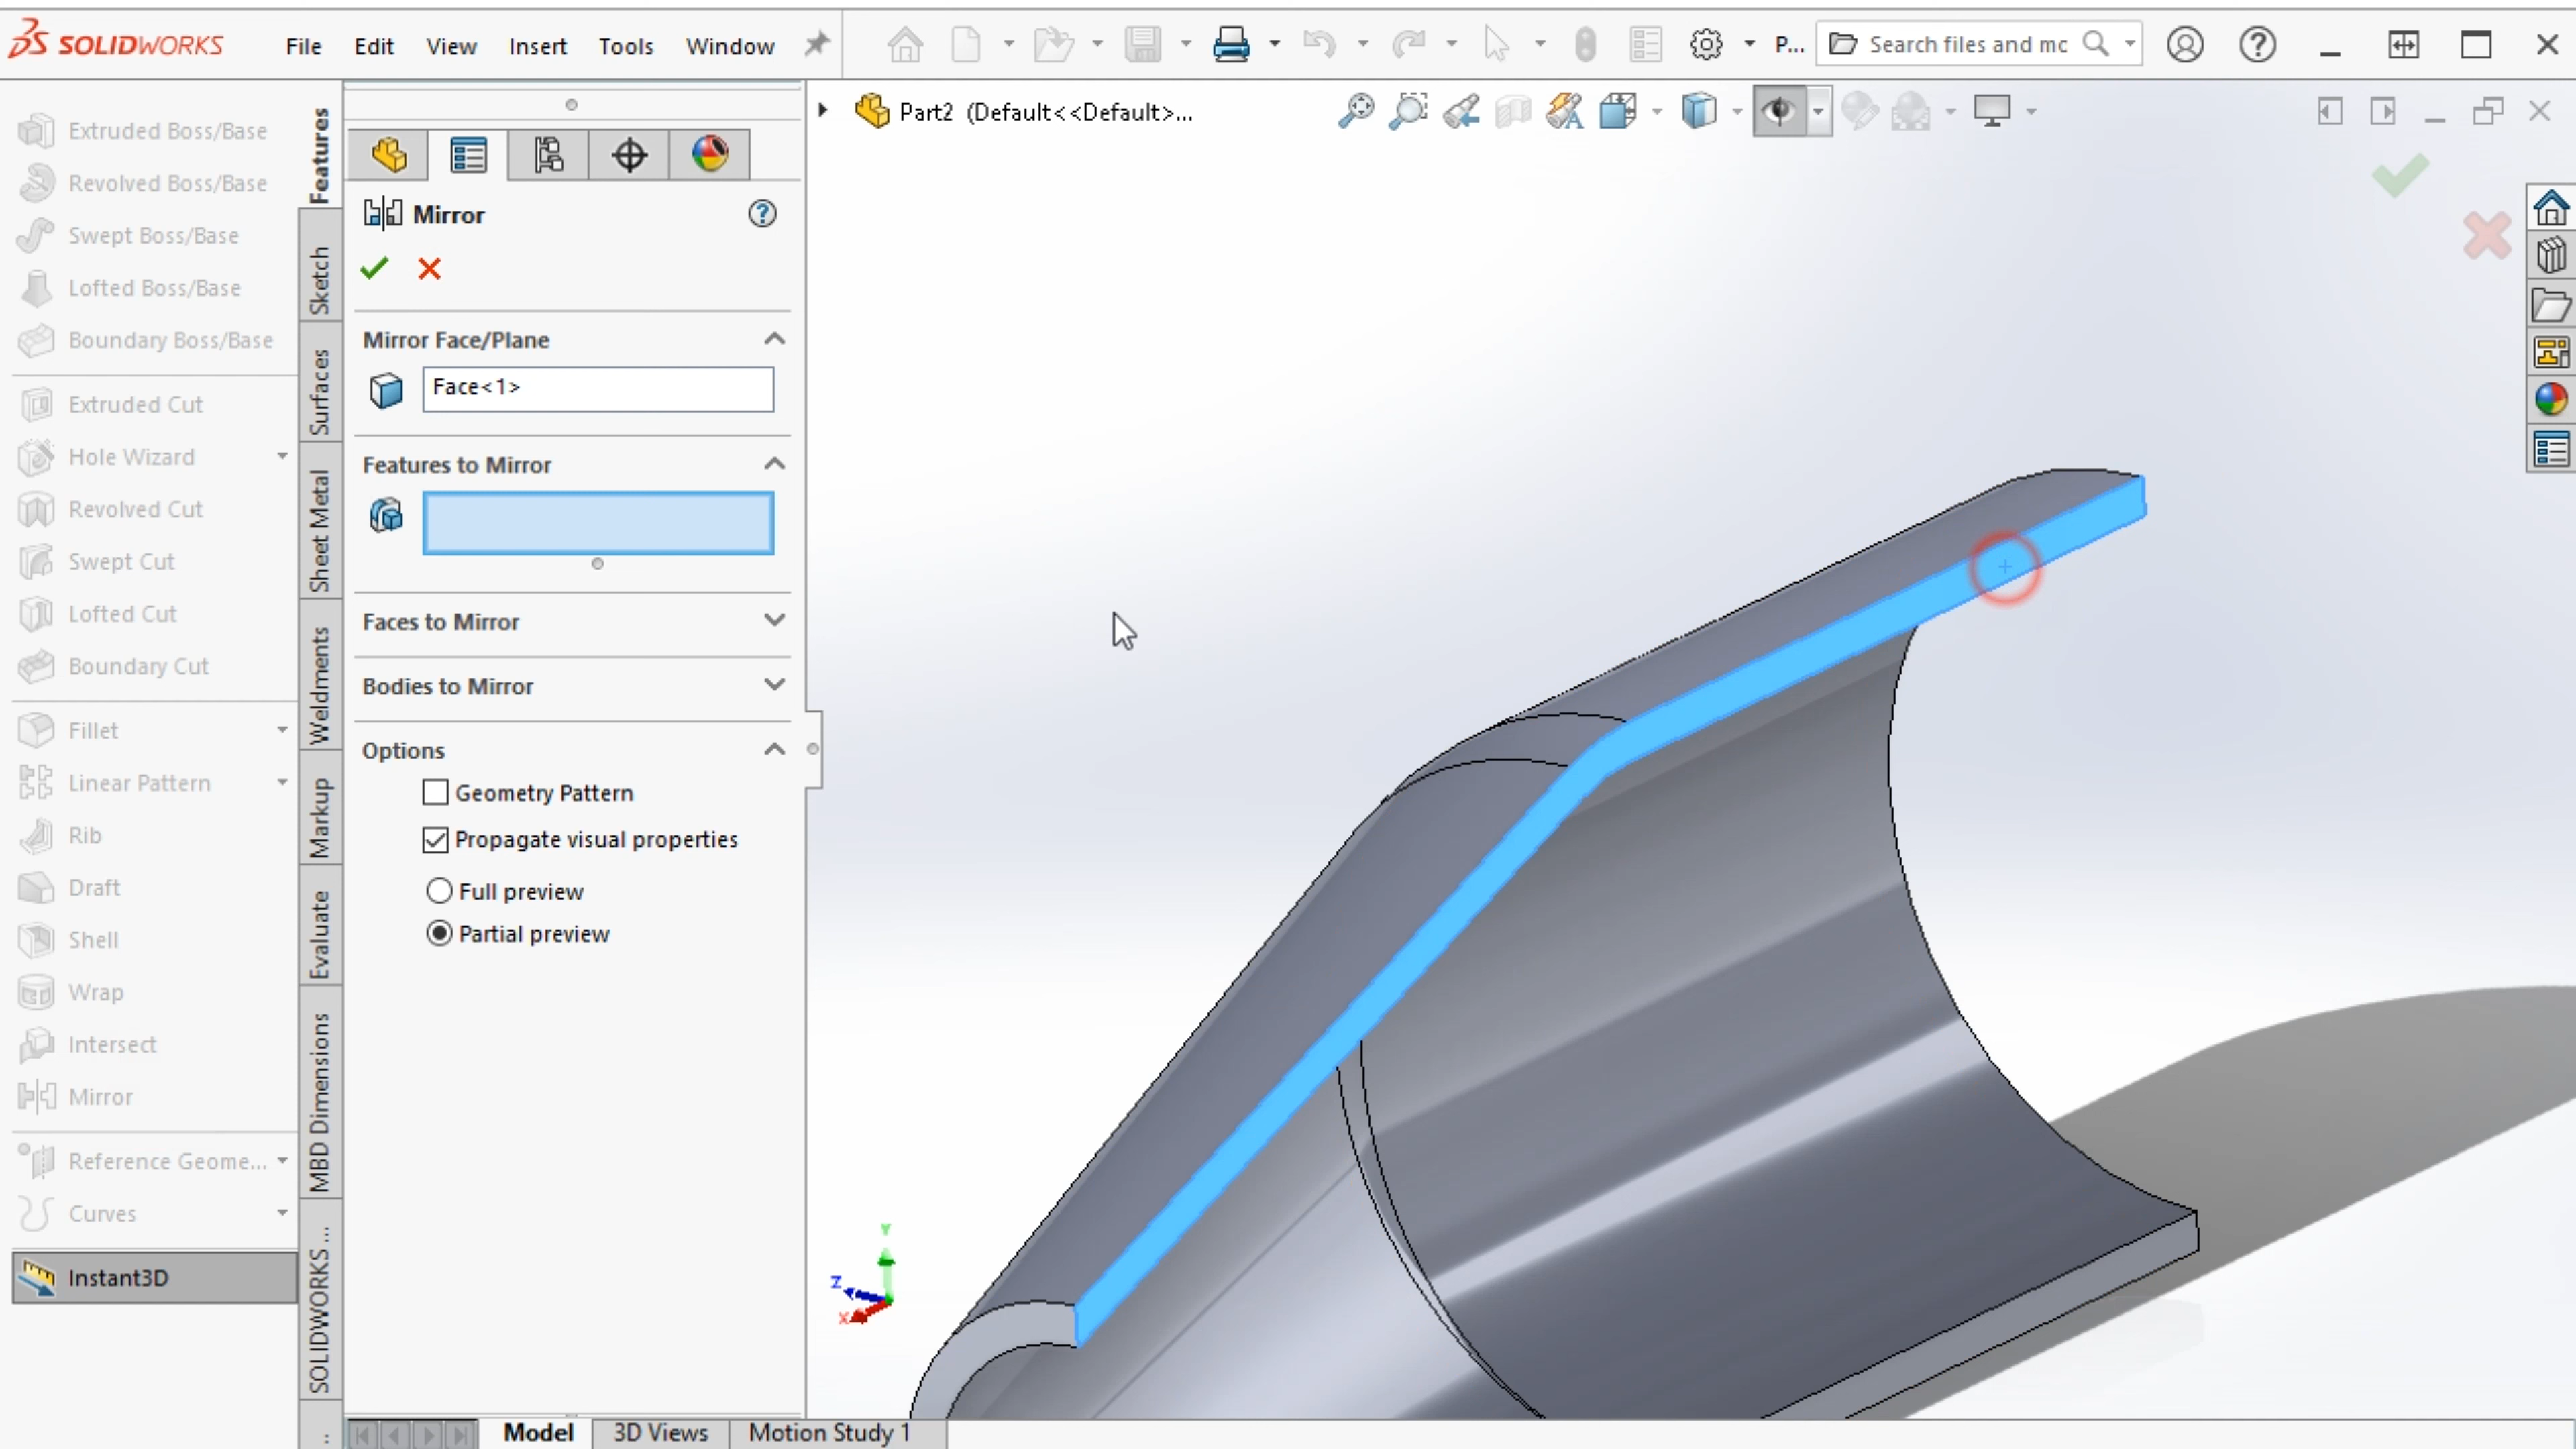 SOLIDWORKS File Edit View Insert Tools Window P... Search files and mc
Part2 (Default<<Default>...
Extruded Boss/Base
Revolved Boss/Base
Swept Boss/Base
Lofted Boss/Base
Boundary Boss/Base
Extruded Cut
Hole Wizard
Revolved Cut
Swept Cut
Lofted Cut
Boundary Cut
Fillet
Linear Pattern
Rib
Draft
Shell
Wrap
Intersect
Mirror
Reference Geome...
Curves
Instant3D
Features
Sketch
Surfaces
Sheet Metal
Weldments
Markup
Evaluate
MBD Dimensions
SOLIDWORKS ...
..
Mirror
Mirror Face/Plane
Face<1>
Features to Mirror
Faces to Mirror
Bodies to Mirror
Options
Geometry Pattern
Propagate visual properties
Full preview
Partial preview
Y
Z
X
Model 3D Views Motion Study 1